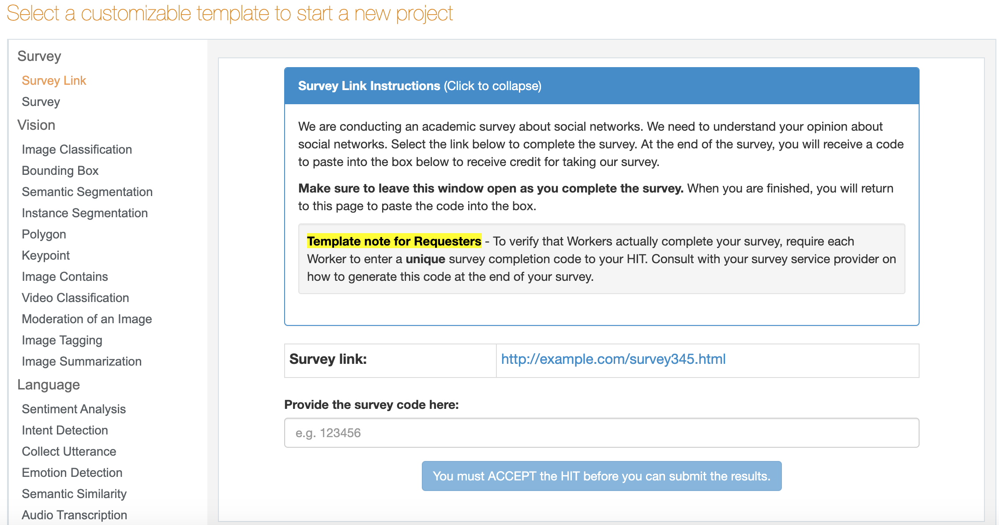 Select a customizable template to start a new project
Survey
Survey Link
Survey
Vision
Image Classification
Bounding Box
Semantic Segmentation
Instance Segmentation
Polygon
Keypoint
Image Contains
Video Classification
Moderation of an Image
Image Tagging
Image Summarization
Language
Sentiment Analysis
Intent Detection
Collect Utterance
Emotion Detection
Semantic Similarity
Audio Transcription
Survey Link Instructions (Click to collapse)
We are conducting an academic survey about social networks. We need to understand your opinion about
social networks. Select the link below to complete the survey. At the end of the survey, you will receive a code
to paste into the box below to receive credit for taking our survey.
Make sure to leave this window open as you complete the survey. When you are finished, you will return
to this page to paste the code into the box.
Template note for Requesters - To verify that Workers actually complete your survey, require each
Worker to enter a unique survey completion code to your HIT. Consult with your survey service provider on
how to generate this code at the end of your survey.
Survey link: http://example.com/survey345.html
Provide the survey code here:
e.g. 123456
You must ACCEPT the HIT before you can submit the results.